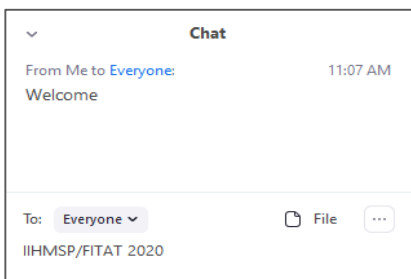 Chat
From Me to Everyone: 11:07 AM
Welcome
To: Everyone File
IIHMSP/FITAT 2020